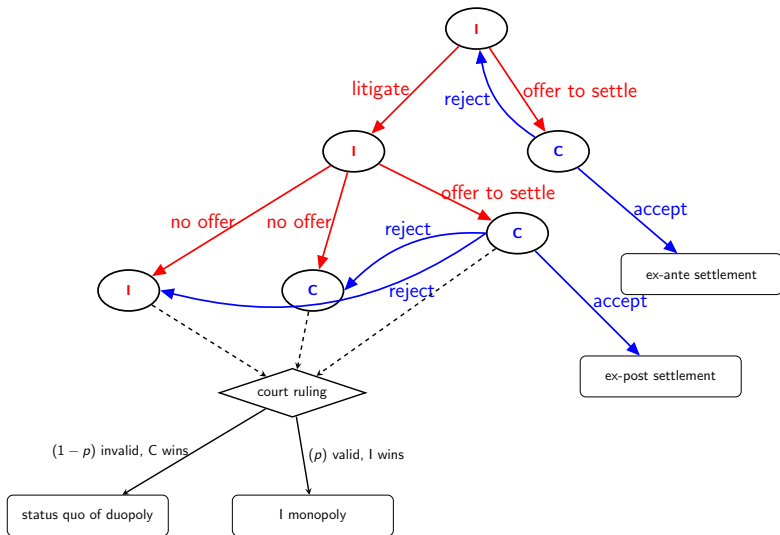 I
litigate
reject
offer to settle
I
C
no offer
no offer
offer to settle
accept
reject
C
ex-ante settlement
I
C
reject
accept
ex-post settlement
court ruling
(1 − p) invalid, C wins
(p) valid, I wins
status quo of duopoly
I monopoly